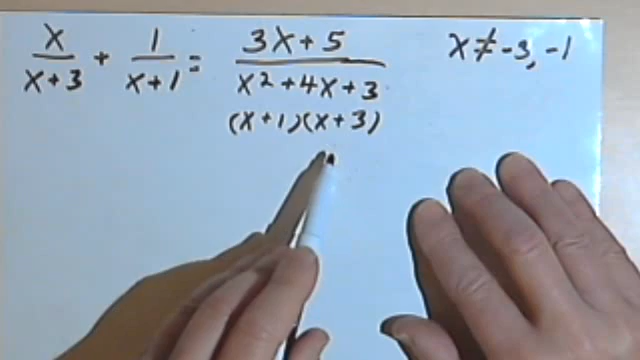 x/(x+3) + 1/(x+1) = (3x+5)/(x²+4x+3)    x ≠ -3, -1
(x+1)(x+3)